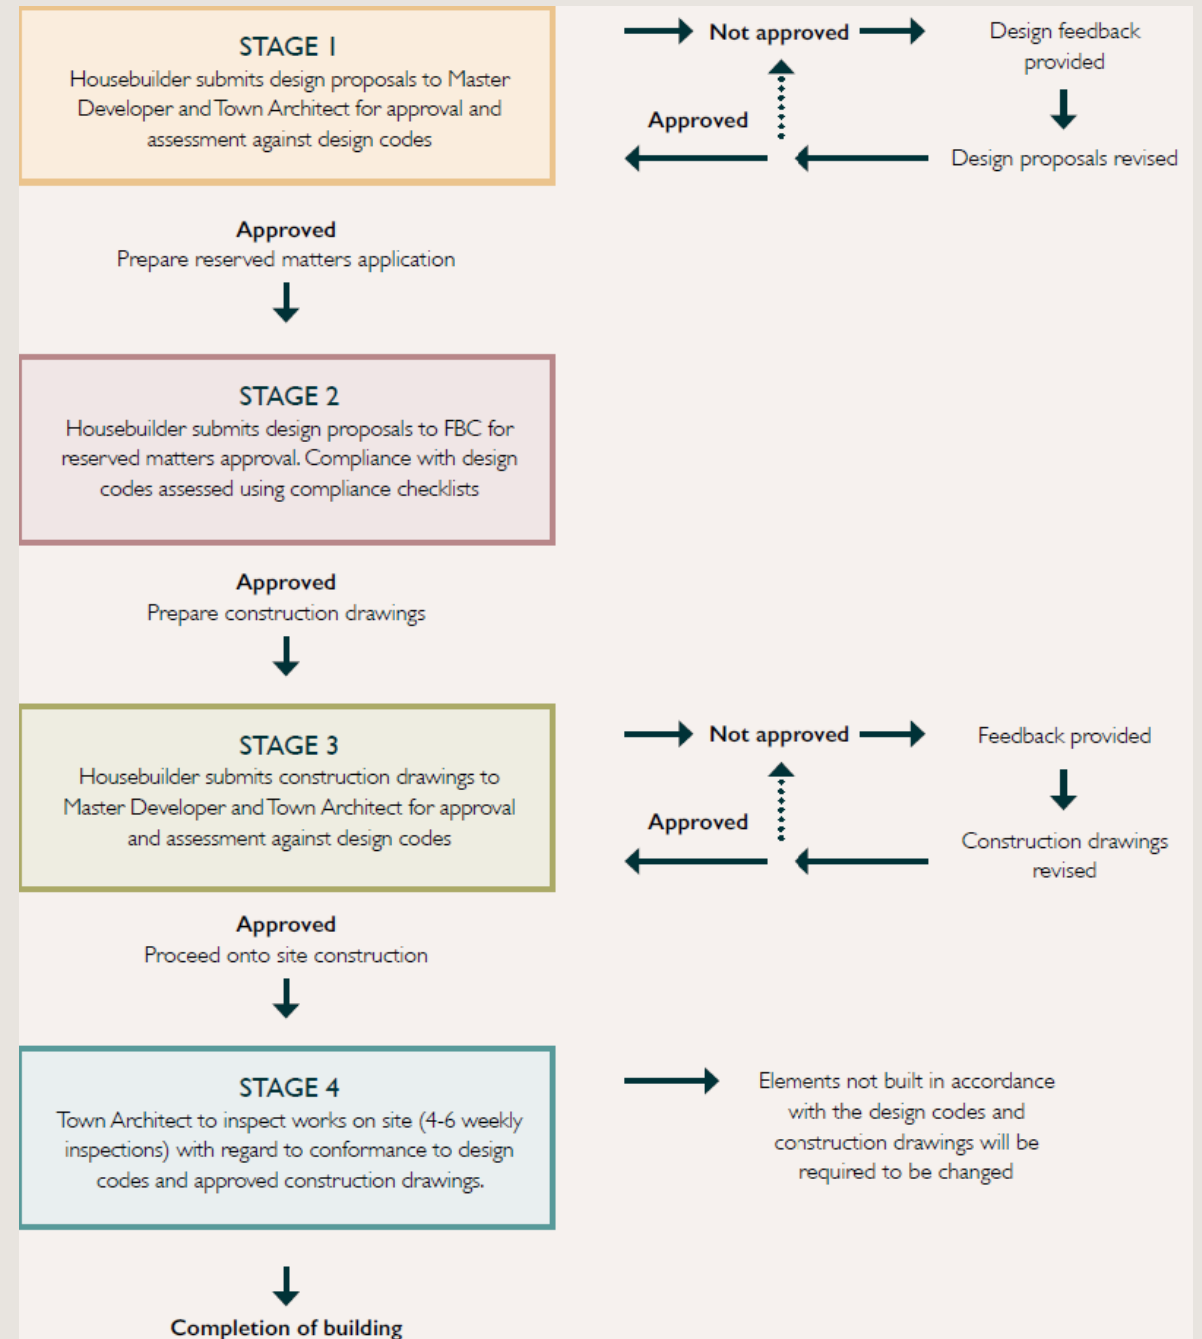 STAGE 1
Housebuilder submits design proposals to Master
Developer and Town Architect for approval and
assessment against design codes
Not approved
Design feedback
provided
Approved
Design proposals revised
Approved
Prepare reserved matters application
STAGE 2
Housebuilder submits design proposals to FBC for
reserved matters approval. Compliance with design
codes assessed using compliance checklists
Approved
Prepare construction drawings
STAGE 3
Housebuilder submits construction drawings to
Master Developer and Town Architect for approval
and assessment against design codes
Not approved
Feedback provided
Approved
Construction drawings
revised
Approved
Proceed onto site construction
STAGE 4
Town Architect to inspect works on site (4-6 weekly
inspections) with regard to conformance to design
codes and approved construction drawings.
Elements not built in accordance
with the design codes and
construction drawings will be
required to be changed
Completion of building